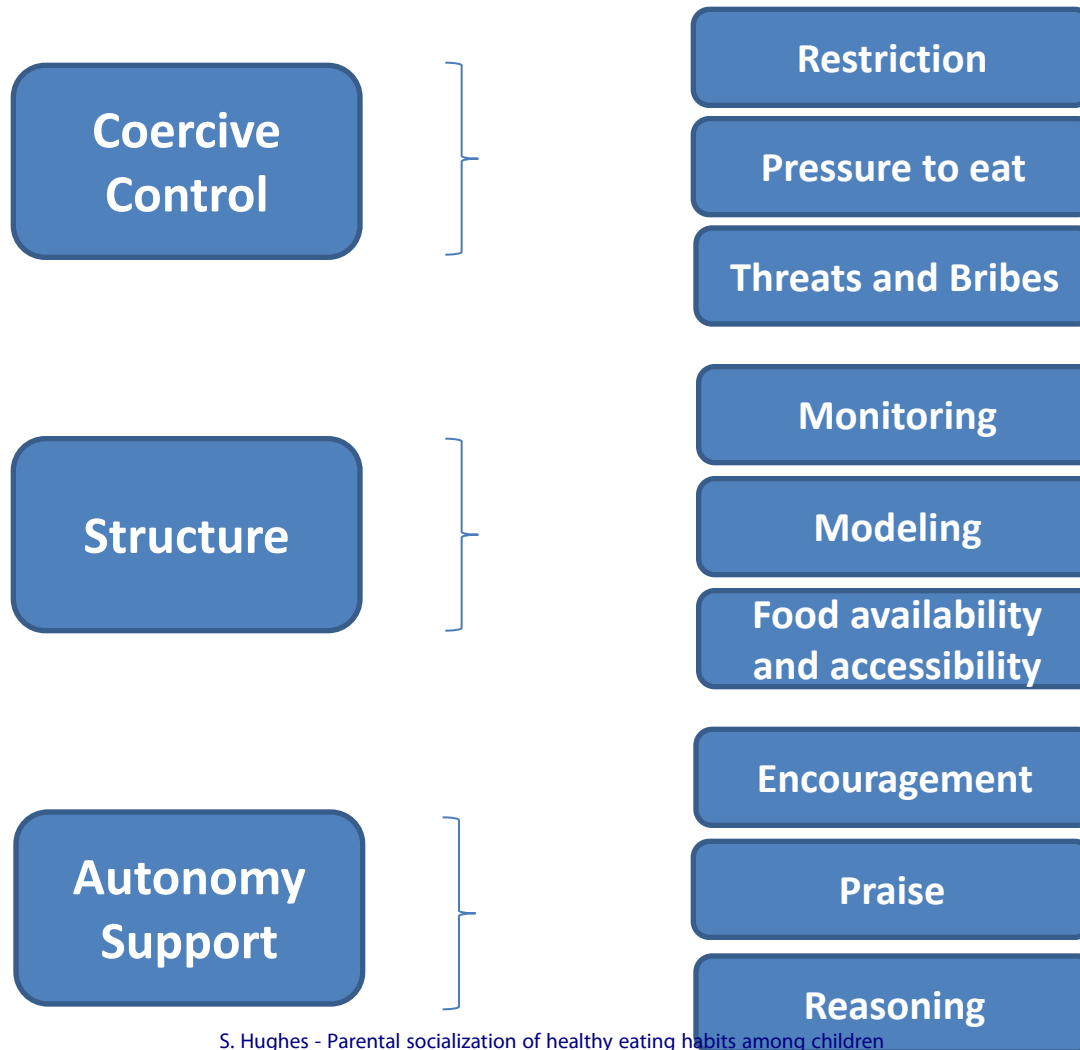 Coercive
Control
Restriction
Pressure to eat
Threats and Bribes
Structure
Monitoring
Modeling
Food availability
and accessibility
Autonomy
Support
Encouragement
Praise
Reasoning
S. Hughes - Parental socialization of healthy eating habits among children